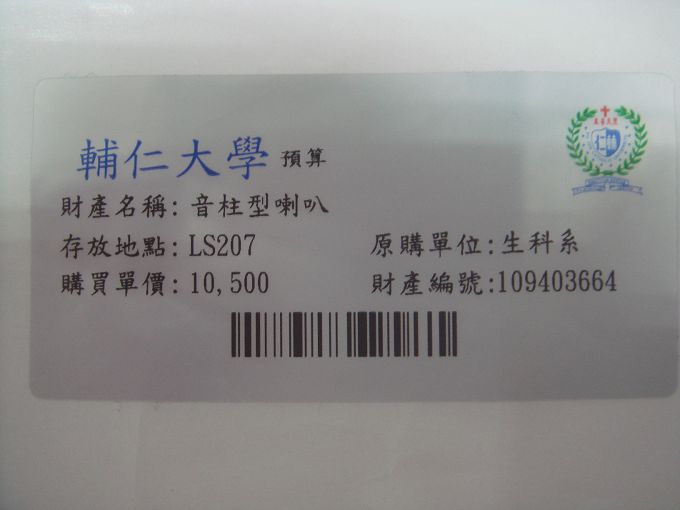 輔仁大學 預算
財產名稱: 音柱型喇叭
存放地點: LS207 原購單位: 生科系
購買單價: 10,500 財產編號:109403664